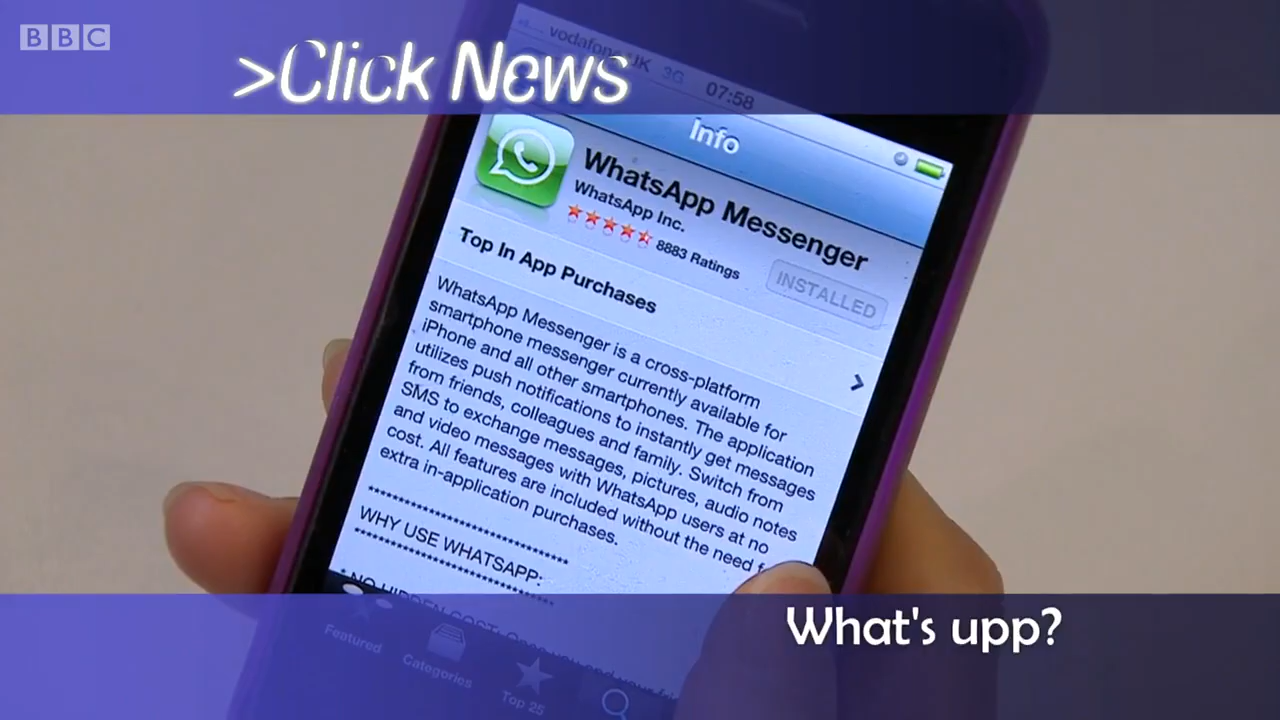 BBC
>Click News
vodafone UK 3G
07:58
Info
WhatsApp Messenger
WhatsApp Inc.
8883 Ratings
INSTALLED
Top In App Purchases
WhatsApp Messenger is a cross-platform
smartphone messenger currently available for
iPhone and all other smartphones. The application
utilizes push notifications to instantly get messages
from friends, colleagues and family. Switch from
SMS to exchange messages, pictures, audio notes
and video messages with WhatsApp users at no
cost. All features are included without the need
extra in-application purchases.
****************************************
WHY USE WHATSAPP:
****************************************
* NO HIDDEN COST:
What's upp?
Featured
Categories
Top 25